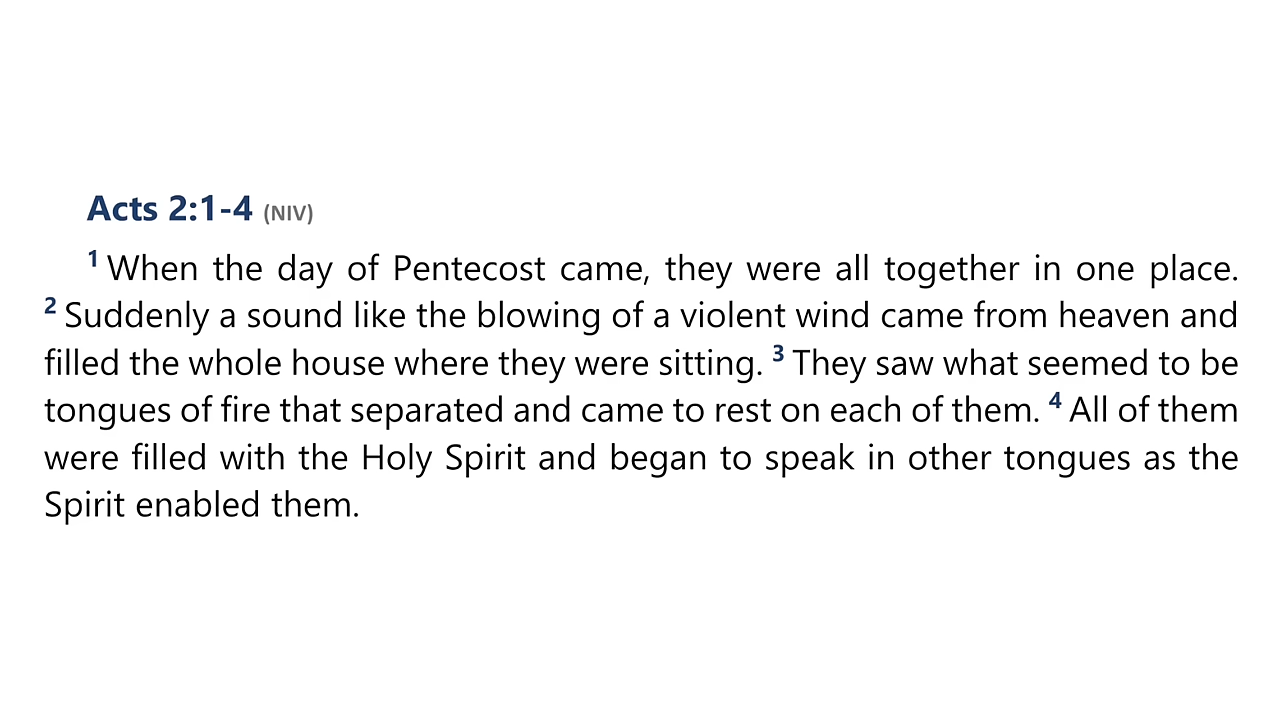 Acts 2:1-4 (NIV)
1 When the day of Pentecost came, they were all together in one place.
2 Suddenly a sound like the blowing of a violent wind came from heaven and
filled the whole house where they were sitting. 3 They saw what seemed to be
tongues of fire that separated and came to rest on each of them. 4 All of them
were filled with the Holy Spirit and began to speak in other tongues as the
Spirit enabled them.